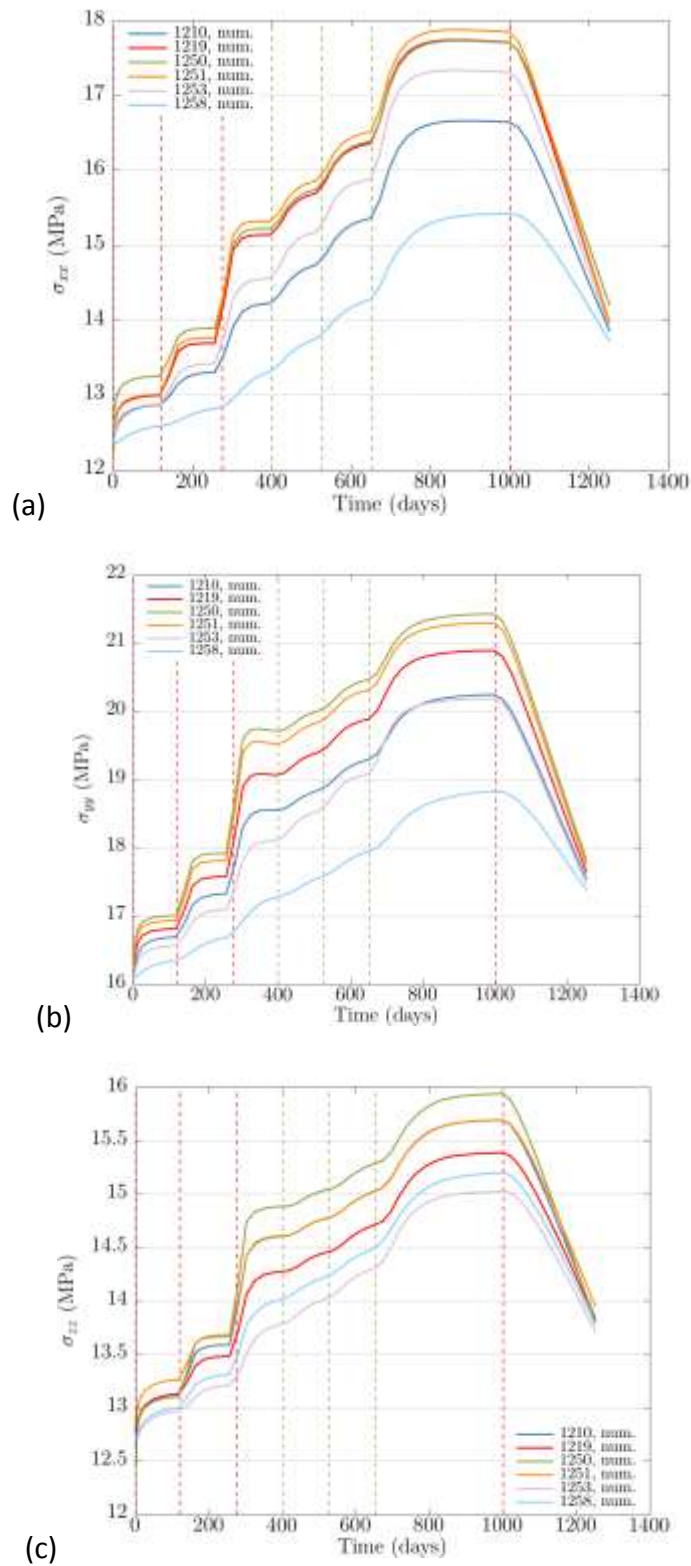 18
17
16
15
14
13
12
σxx (MPa)
1210, num.
1219, num.
1250, num.
1251, num.
1253, num.
1258, num.
0 200 400 600 800 1000 1200 1400
Time (days)
(a)
22
21
20
19
18
17
16
σyy (MPa)
1210, num.
1219, num.
1250, num.
1251, num.
1253, num.
1258, num.
0 200 400 600 800 1000 1200 1400
Time (days)
(b)
16
15.5
15
14.5
14
13.5
13
12.5
12
σzz (MPa)
1210, num.
1219, num.
1250, num.
1251, num.
1253, num.
1258, num.
0 200 400 600 800 1000 1200 1400
Time (days)
(c)